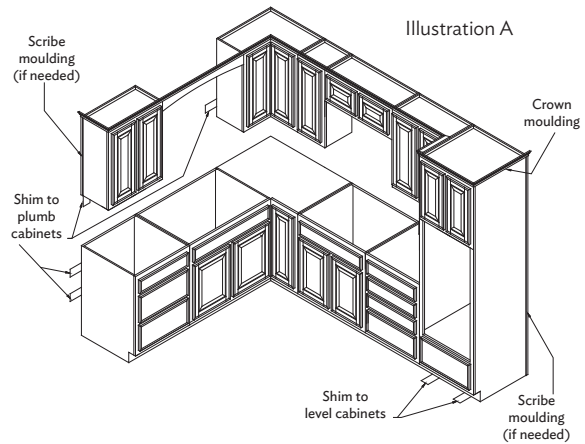 Illustration A
Scribe
moulding
(if needed)
Crown
moulding
Shim to
plumb
cabinets
Shim to
level cabinets
Scribe
moulding
(if needed)